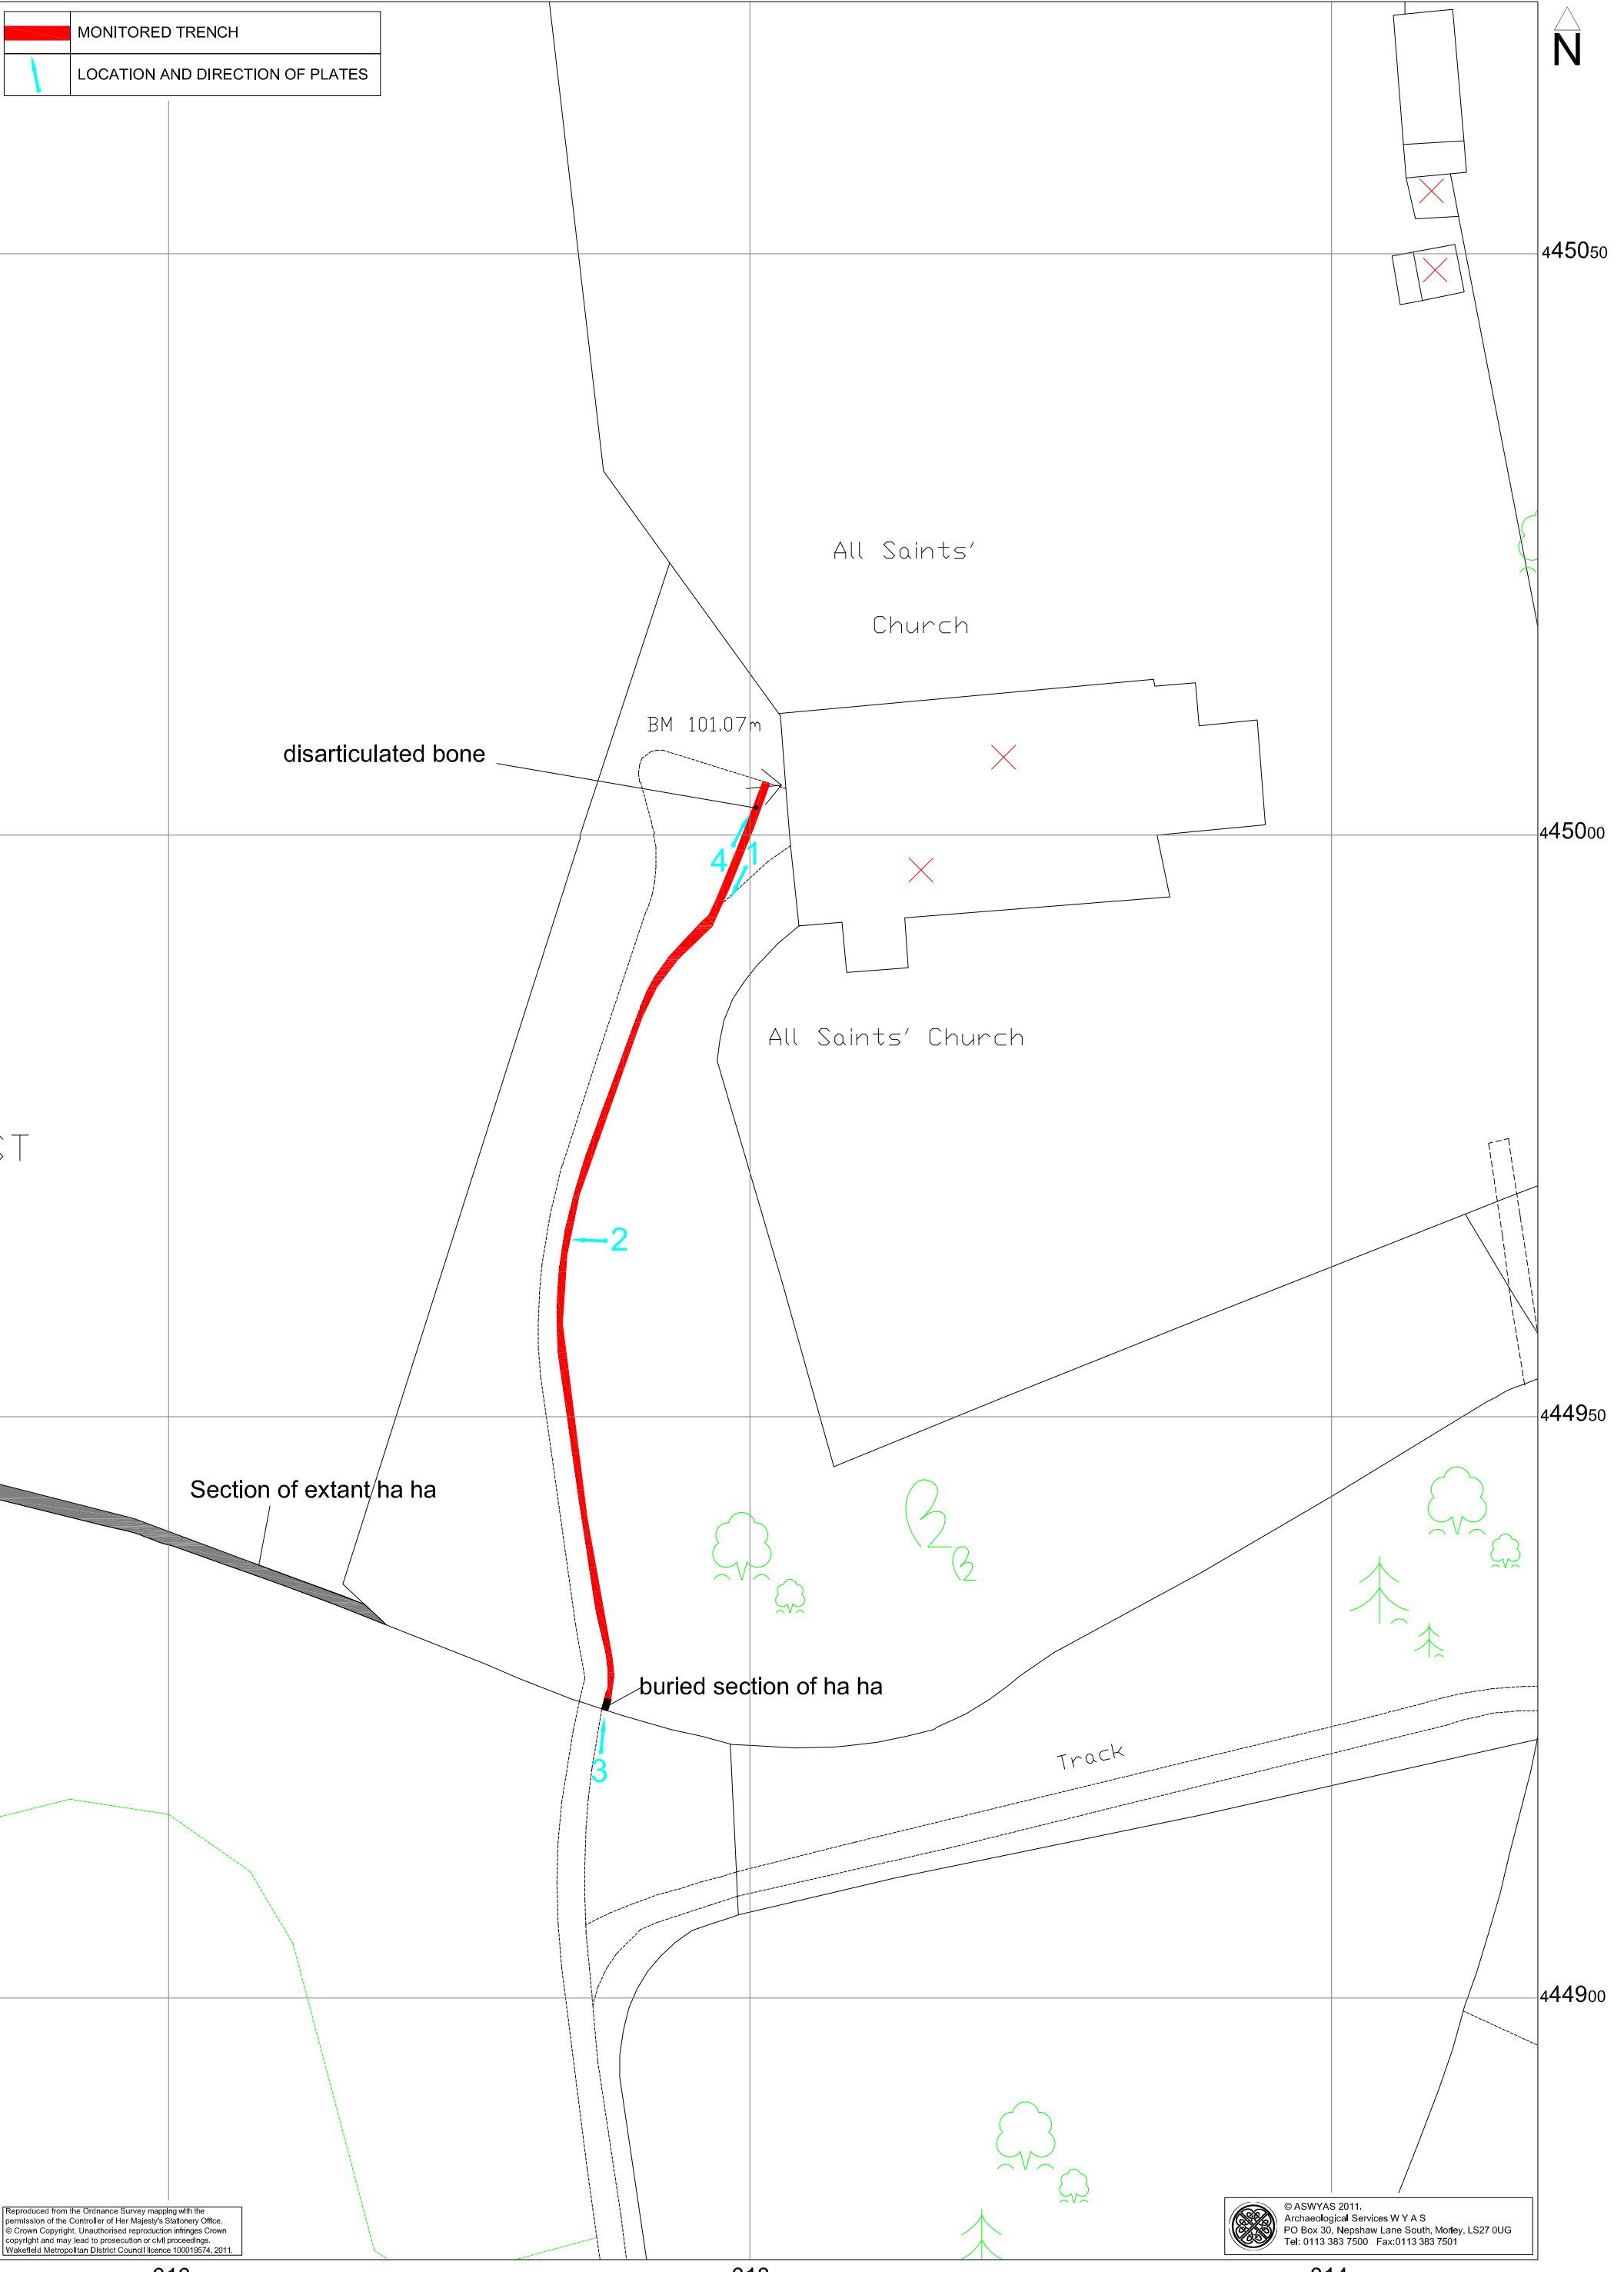 MONITORED TRENCH
LOCATION AND DIRECTION OF PLATES
N
445050
All Saints'
Church
BM 101.07m
disarticulated bone
445000
4
1
All Saints' Church
ST
2
444950
Section of extant ha ha
buried section of ha ha
3
Track
444900
Reproduced from the Ordnance Survey mapping with the
permission of the Controller of Her Majesty's Stationery Office.
© Crown Copyright. Unauthorised reproduction infringes Crown
copyright and may lead to prosecution or civil proceedings.
Wakefield Metropolitan District Council licence 100019574, 2011.
© ASWYAS 2011.
Archaeological Services W Y A S
PO Box 30, Nepshaw Lane South, Morley, LS27 0UG
Tel: 0113 383 7500 Fax:0113 383 7501